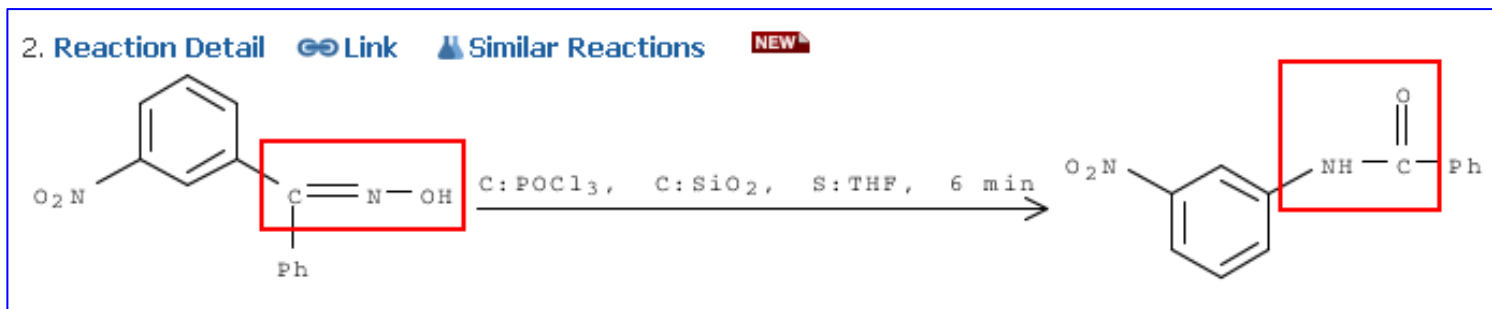 2. Reaction Detail Link Similar Reactions NEW
O₂N
C
N
OH
Ph
C:POCl₃, C:SiO₂, S:THF, 6 min
O₂N
NH
C
O
Ph